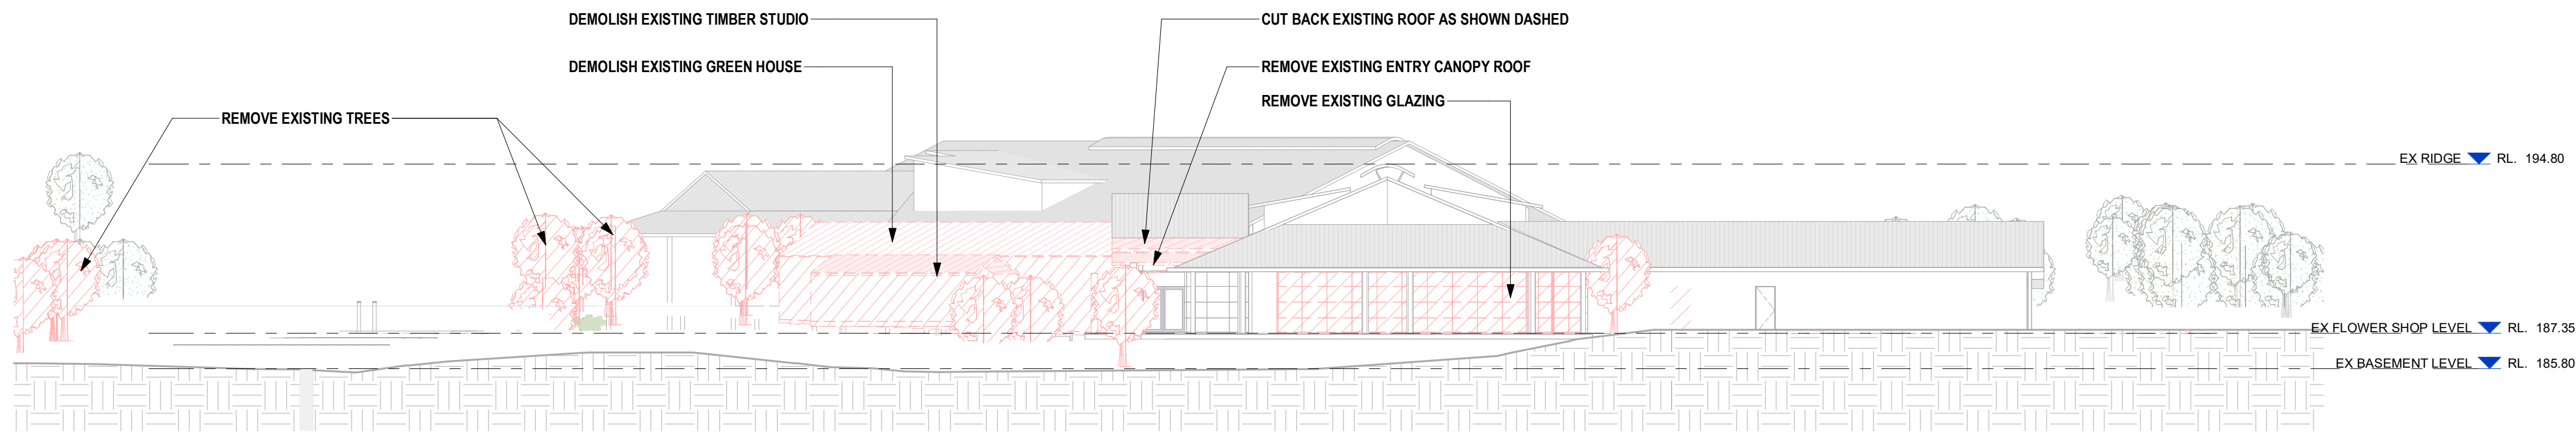 DEMOLISH EXISTING TIMBER STUDIO
CUT BACK EXISTING ROOF AS SHOWN DASHED
DEMOLISH EXISTING GREEN HOUSE
REMOVE EXISTING ENTRY CANOPY ROOF
REMOVE EXISTING GLAZING
REMOVE EXISTING TREES
EX RIDGE RL. 194.80
EX FLOWER SHOP LEVEL RL. 187.35
EX BASEMENT LEVEL RL. 185.80